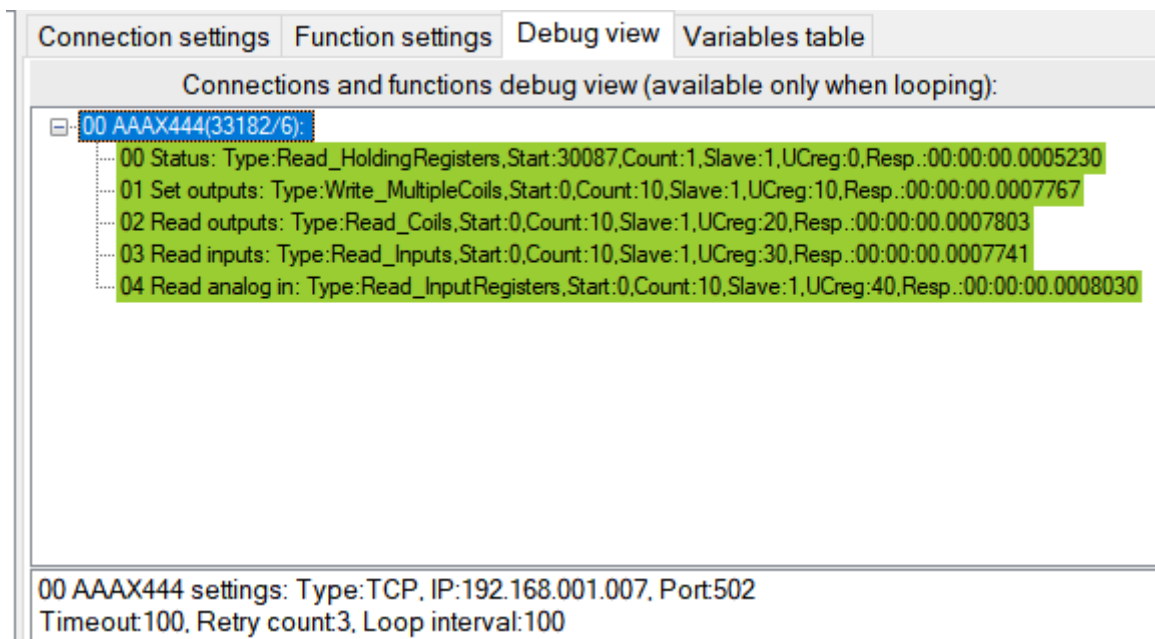 Connection settings Function settings Debug view Variables table
Connections and functions debug view (available only when looping):
00 AAAX444(33182/6):
00 Status: Type:Read_HoldingRegisters,Start:30087,Count:1,Slave:1,UCreg:0,Resp.:00:00:00.0005230
01 Set outputs: Type:Write_MultipleCoils,Start:0,Count:10,Slave:1,UCreg:10,Resp.:00:00:00.0007767
02 Read outputs: Type:Read_Coils,Start:0,Count:10,Slave:1,UCreg:20,Resp.:00:00:00.0007803
03 Read inputs: Type:Read_Inputs,Start:0,Count:10,Slave:1,UCreg:30,Resp.:00:00:00.0007741
04 Read analog in: Type:Read_InputRegisters,Start:0,Count:10,Slave:1,UCreg:40,Resp.:00:00:00.0008030
00 AAAX444 settings: Type:TCP, IP:192.168.001.007, Port:502
Timeout:100, Retry count:3, Loop interval:100